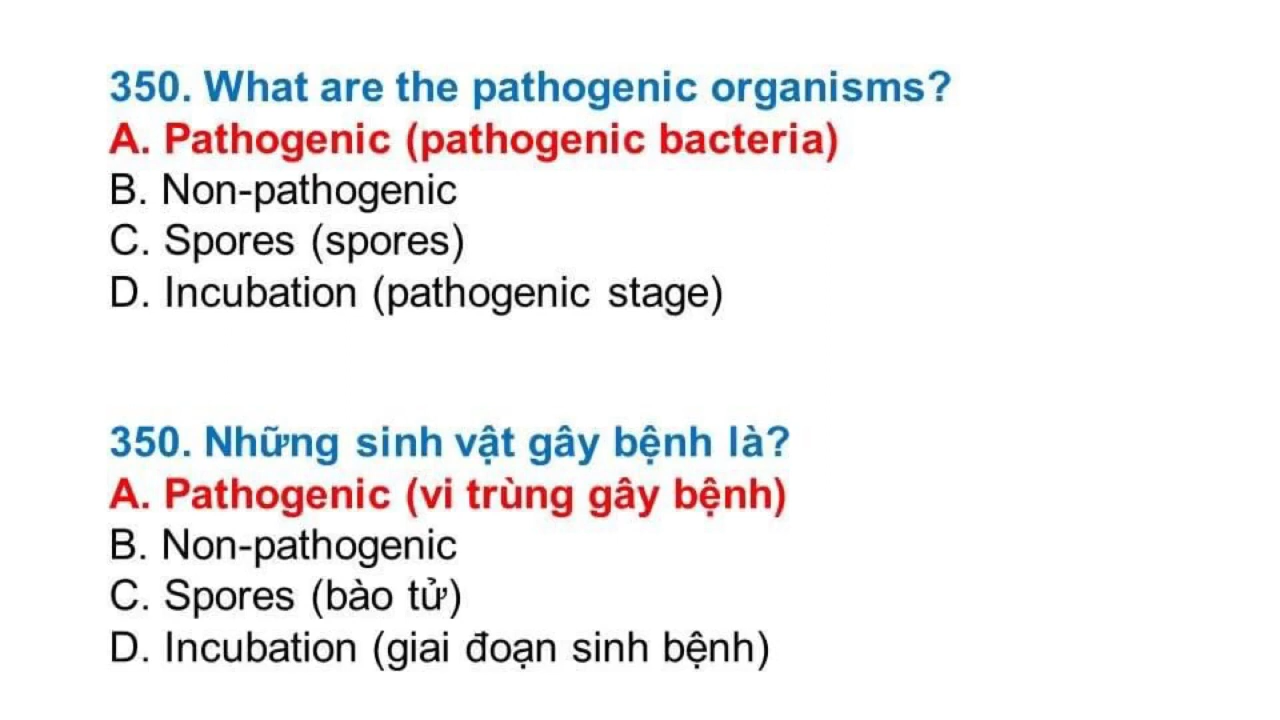 350. What are the pathogenic organisms?
A. Pathogenic (pathogenic bacteria)
B. Non-pathogenic
C. Spores (spores)
D. Incubation (pathogenic stage)
350. Những sinh vật gây bệnh là?
A. Pathogenic (vi trùng gây bệnh)
B. Non-pathogenic
C. Spores (bào tử)
D. Incubation (giai đoạn sinh bệnh)